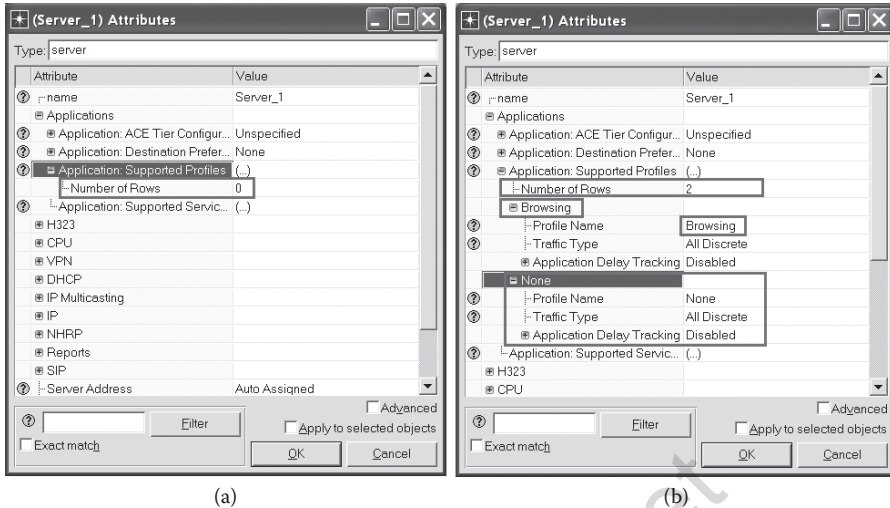 (Server_1) Attributes
Type: server
Attribute Value
name Server_1
Applications
Application: ACE Tier Configur... Unspecified
Application: Destination Prefer... None
Application: Supported Profiles (...)
Number of Rows 0
Application: Supported Servic... (...)
H323
CPU
VPN
DHCP
IP Multicasting
IP
NHRP
Reports
SIP
Server Address Auto Assigned
Advanced
Filter
Apply to selected objects
Exact match
OK Cancel
(a)
(Server_1) Attributes
Type: server
Attribute Value
name Server_1
Applications
Application: ACE Tier Configur... Unspecified
Application: Destination Prefer... None
Application: Supported Profiles (...)
Number of Rows 2
Browsing
Profile Name Browsing
Traffic Type All Discrete
Application Delay Tracking Disabled
None
Profile Name None
Traffic Type All Discrete
Application Delay Tracking Disabled
Application: Supported Servic... (...)
H323
CPU
Advanced
Filter
Apply to selected objects
Exact match
OK Cancel
(b)